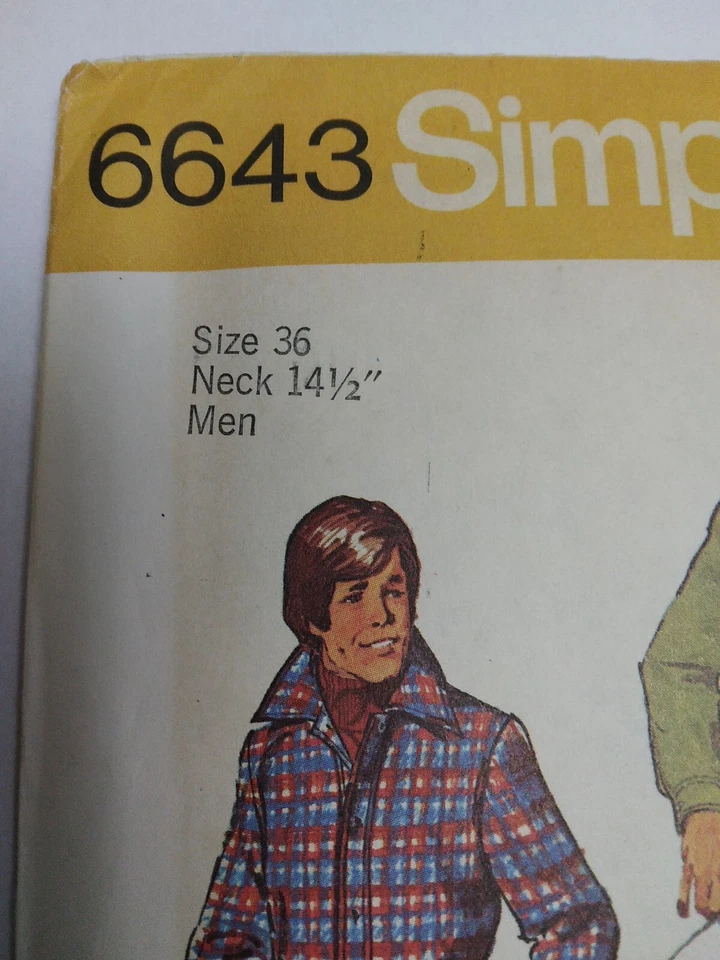 6643 Simp
Size 36
Neck 14½"
Men